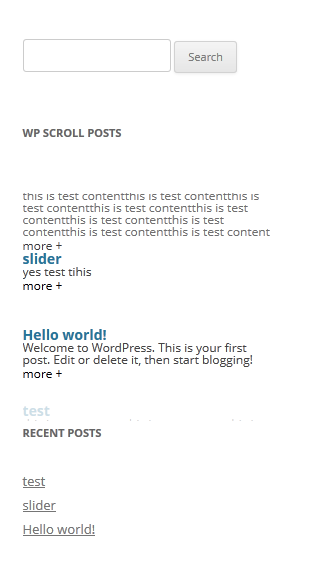 Search
WP SCROLL POSTS
this is test contentthis is test contentthis is
test contentthis is test contentthis is test
contentthis is test contentthis is test
contentthis is test contentthis is test content
more +
slider
yes test tihis
more +
Hello world!
Welcome to WordPress. This is your first
post. Edit or delete it, then start blogging!
more +
test
RECENT POSTS
test
slider
Hello world!